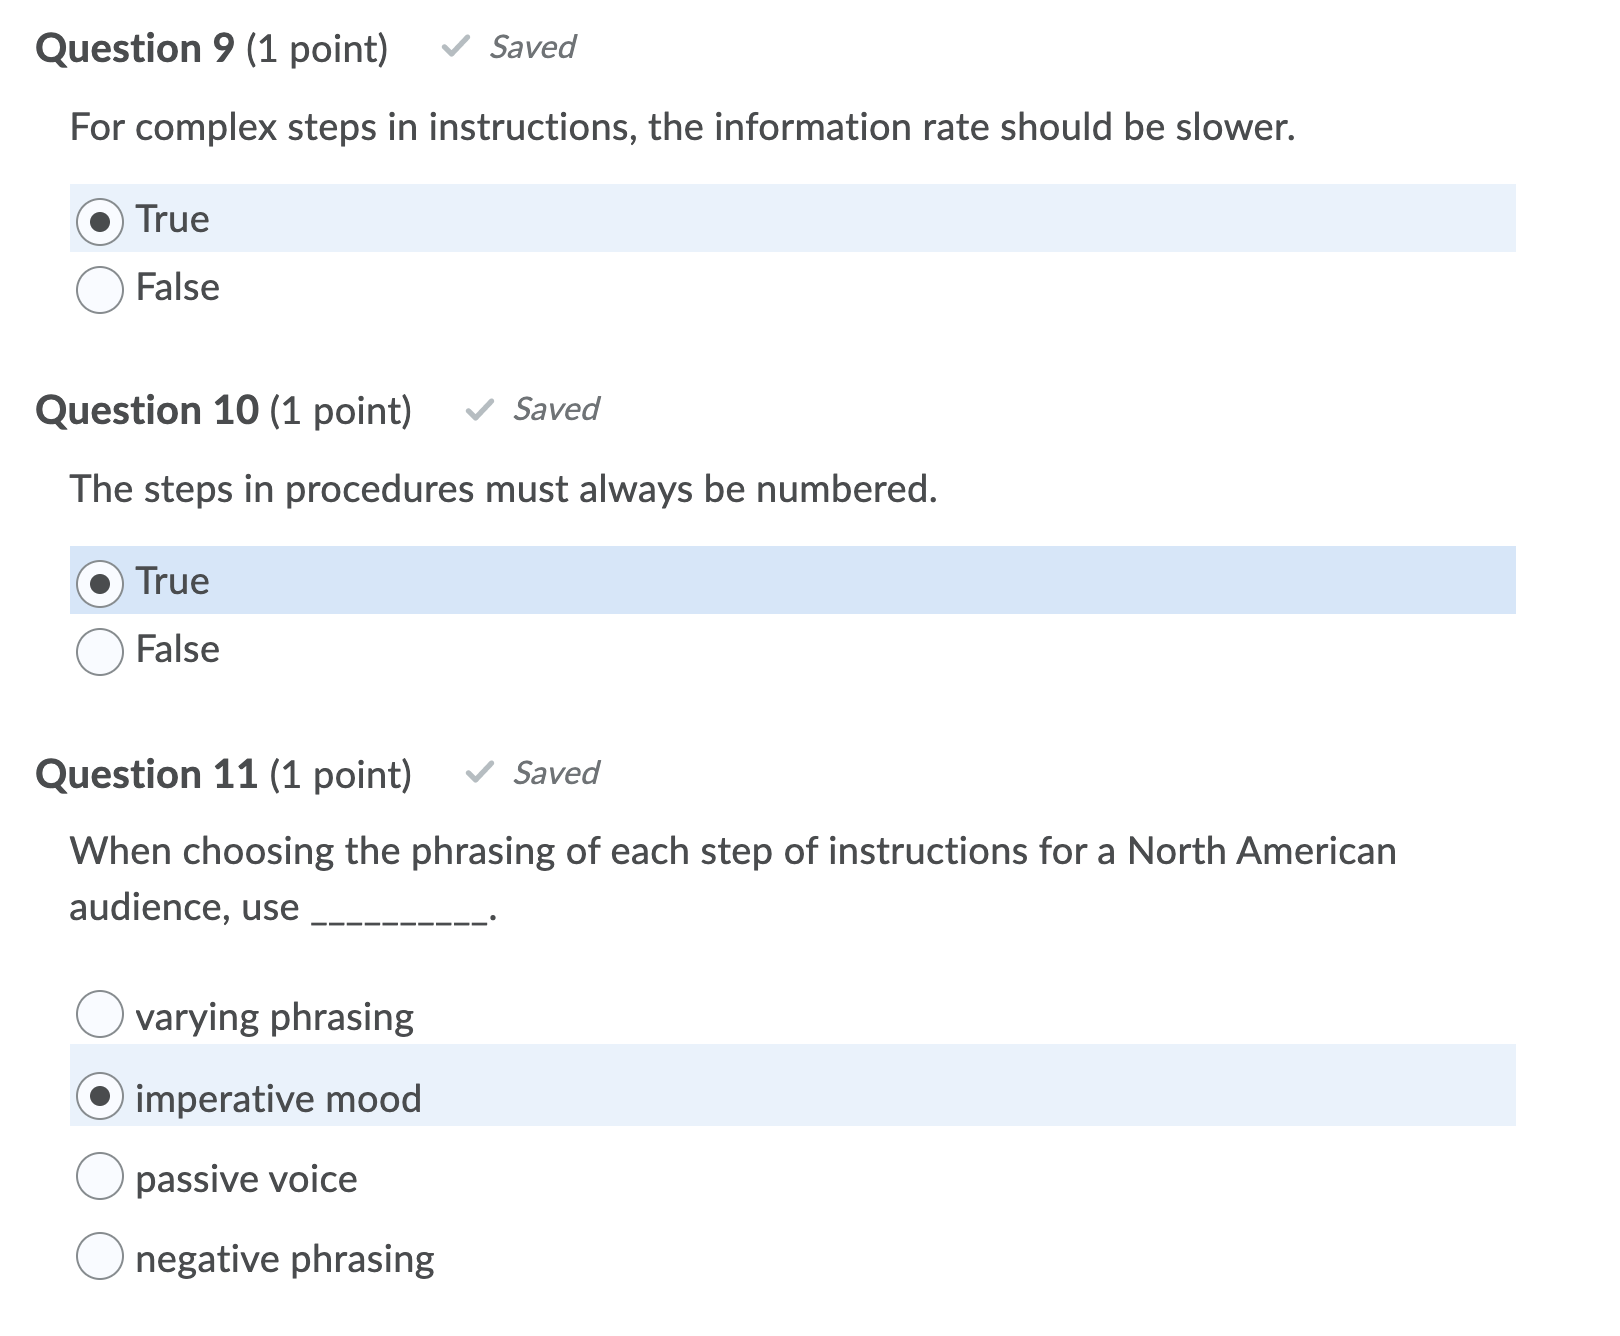 Question 9 (1 point) Saved
For complex steps in instructions, the information rate should be slower.
True
False
Question 10 (1 point) Saved
The steps in procedures must always be numbered.
True
False
Question 11 (1 point) Saved
When choosing the phrasing of each step of instructions for a North American
audience, use __________.
varying phrasing
imperative mood
passive voice
negative phrasing